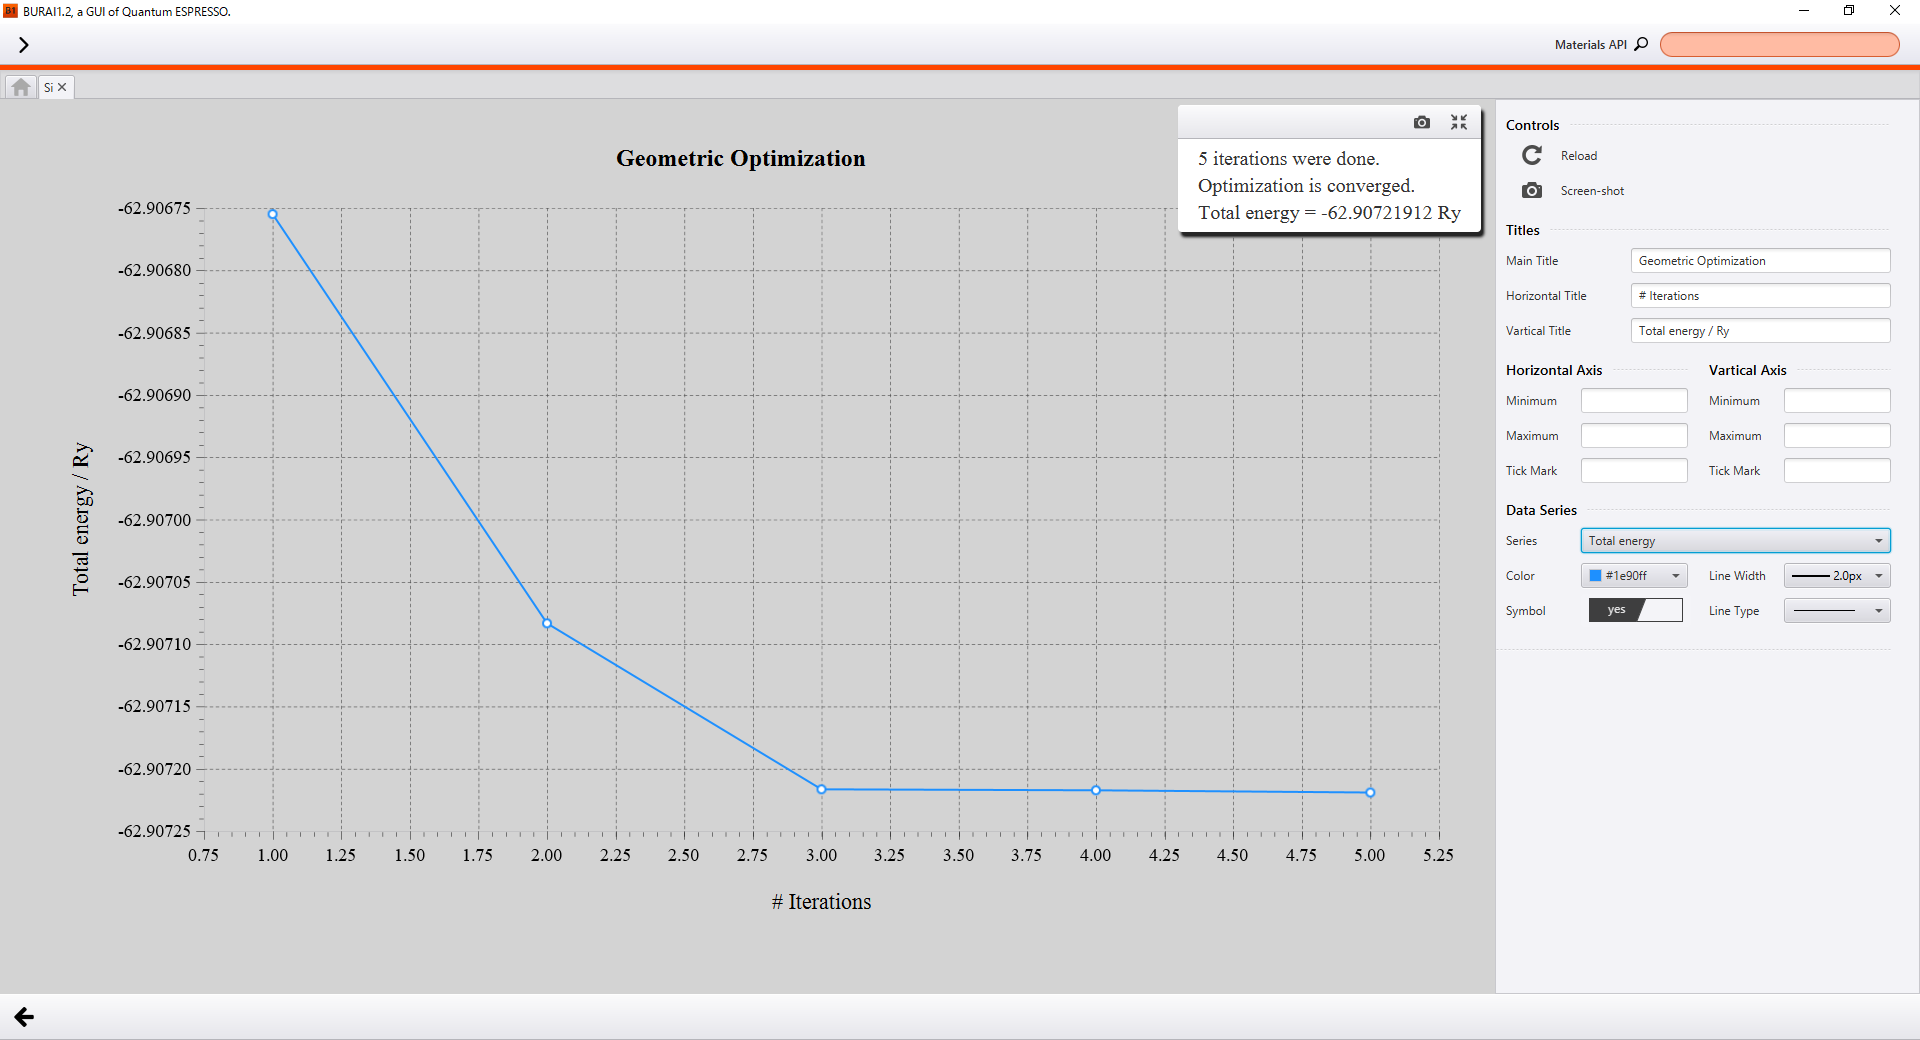 BURAI1.2, a GUI of Quantum ESPRESSO.
Materials API
Si
Geometric Optimization
5 iterations were done.
Optimization is converged.
Total energy = -62.90721912 Ry
-62.90675
-62.90680
-62.90685
-62.90690
-62.90695
-62.90700
-62.90705
-62.90710
-62.90715
-62.90720
-62.90725
Total energy / Ry
0.75 1.00 1.25 1.50 1.75 2.00 2.25 2.50 2.75 3.00 3.25 3.50 3.75 4.00 4.25 4.50 4.75 5.00 5.25
# Iterations
Controls
Reload
Screen-shot
Titles
Main Title Geometric Optimization
Horizontal Title # Iterations
Vartical Title Total energy / Ry
Horizontal Axis Vartical Axis
Minimum Minimum
Maximum Maximum
Tick Mark Tick Mark
Data Series
Series Total energy
Color #1e90ff Line Width 2.0px
Symbol yes Line Type